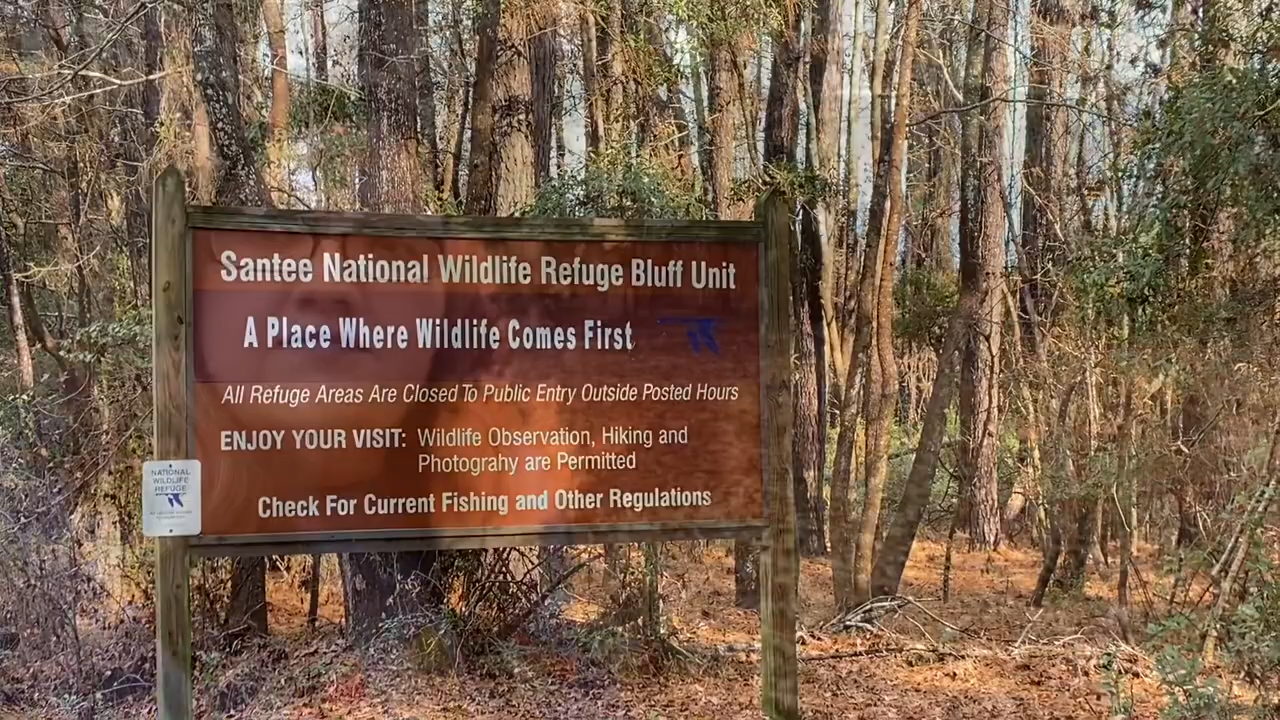 Santee National Wildlife Refuge Bluff Unit
A Place Where Wildlife Comes First
All Refuge Areas Are Closed To Public Entry Outside Posted Hours
ENJOY YOUR VISIT: Wildlife Observation, Hiking and
Photograhy are Permitted
Check For Current Fishing and Other Regulations
NATIONAL
WILDLIFE
REFUGE